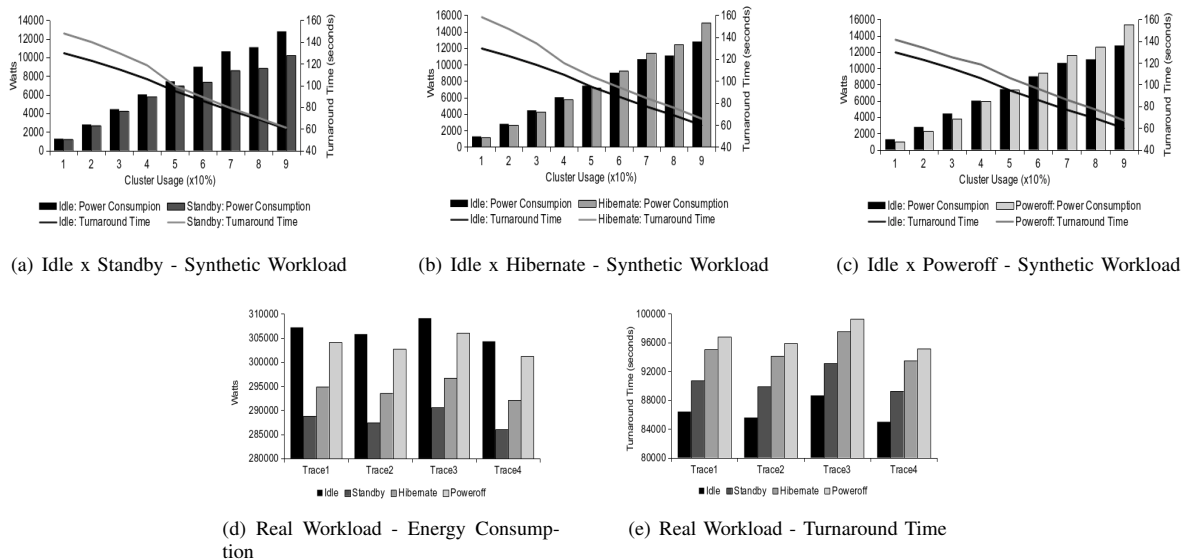 14000
12000
10000
8000
6000
4000
2000
0
Watts
160
140
120
100
80
60
40
Turnaround Time (seconds)
1 2 3 4 5 6 7 8 9
Cluster Usage (x10%)
Idle: Power Consumpion Standby: Power Consumption
Idle: Turnaround Time Standby: Turnaround Time
(a) Idle x Standby - Synthetic Workload
16000
14000
12000
10000
8000
6000
4000
2000
0
Watts
160
140
120
100
80
60
40
Turnaround Time (seconds)
1 2 3 4 5 6 7 8 9
Cluster Usage (x10%)
Idle: Power Consumpion Hibernate: Power Consumption
Idle: Turnaround Time Hibernate: Turnaround Time
(b) Idle x Hibernate - Synthetic Workload
16000
14000
12000
10000
8000
6000
4000
2000
0
Watts
160
140
120
100
80
60
40
Turnaround Time (seconds)
1 2 3 4 5 6 7 8 9
Cluster Usage (x10%)
Idle: Power Consumpion Poweroff: Power Consumption
Idle: Turnaround Time Poweroff: Turnaround Time
(c) Idle x Poweroff - Synthetic Workload
310000
305000
300000
295000
290000
285000
280000
Watts
Trace1 Trace2 Trace3 Trace4
Idle Standby Hibernate Poweroff
(d) Real Workload - Energy Consump-
tion
100000
96000
92000
88000
84000
80000
Turnaround Time (seconds)
Trace1 Trace2 Trace3 Trace4
Idle Standby Hibernate Poweroff
(e) Real Workload - Turnaround Time